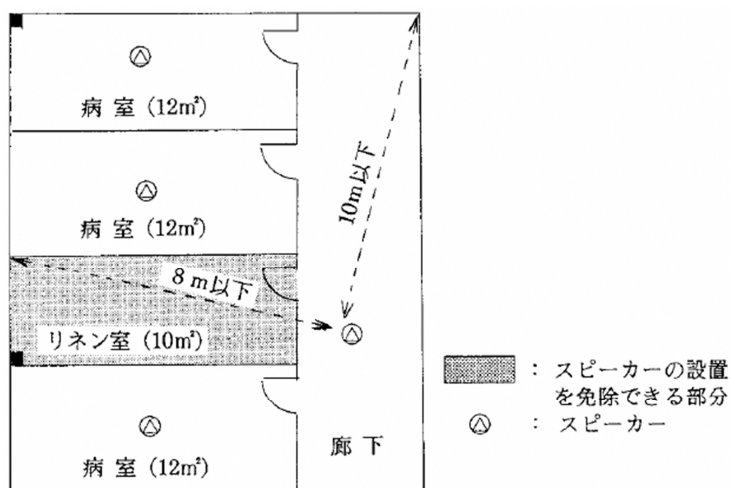 病 室 (12㎡)
10m以下
病 室 (12㎡)
8m以下
リネン室 (10㎡)
: スピーカーの設置
を免除できる部分
: スピーカー
病 室 (12㎡)
廊 下